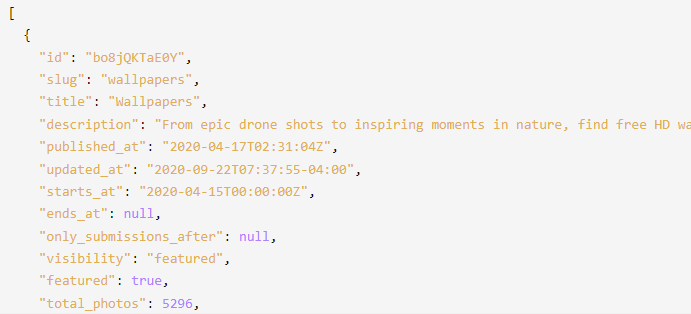 [
{
"id": "bo8jQKTaE0Y",
"slug": "wallpapers",
"title": "Wallpapers",
"description": "From epic drone shots to inspiring moments in nature, find free HD wa
"published_at": "2020-04-17T02:31:04Z",
"updated_at": "2020-09-22T07:37:55-04:00",
"starts_at": "2020-04-15T00:00:00Z",
"ends_at": null,
"only_submissions_after": null,
"visibility": "featured",
"featured": true,
"total_photos": 5296,